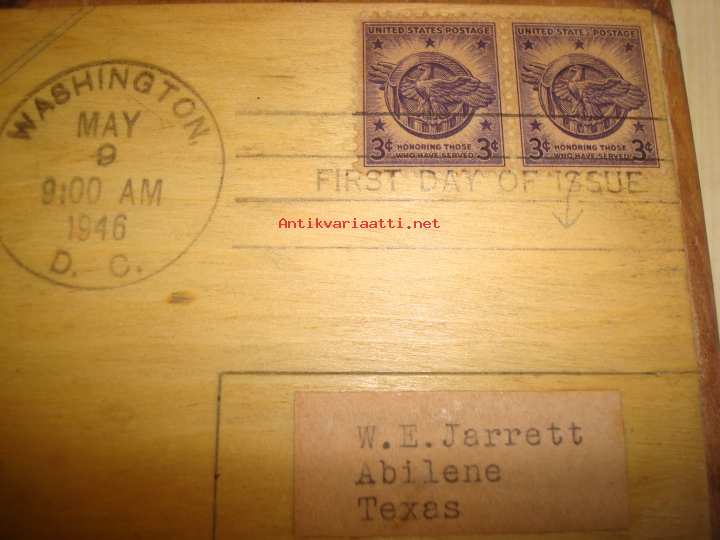 WASHINGTON,
MAY
9
9:00 AM
1946
D. C.
UNITED STATES POSTAGE
3¢ HONORING THOSE WHO HAVE SERVED 3¢
UNITED STATES POSTAGE
3¢ HONORING THOSE WHO HAVE SERVED 3¢
FIRST DAY OF ISSUE
Antikvariaatti.net
W.E.Jarrett
Abilene
Texas